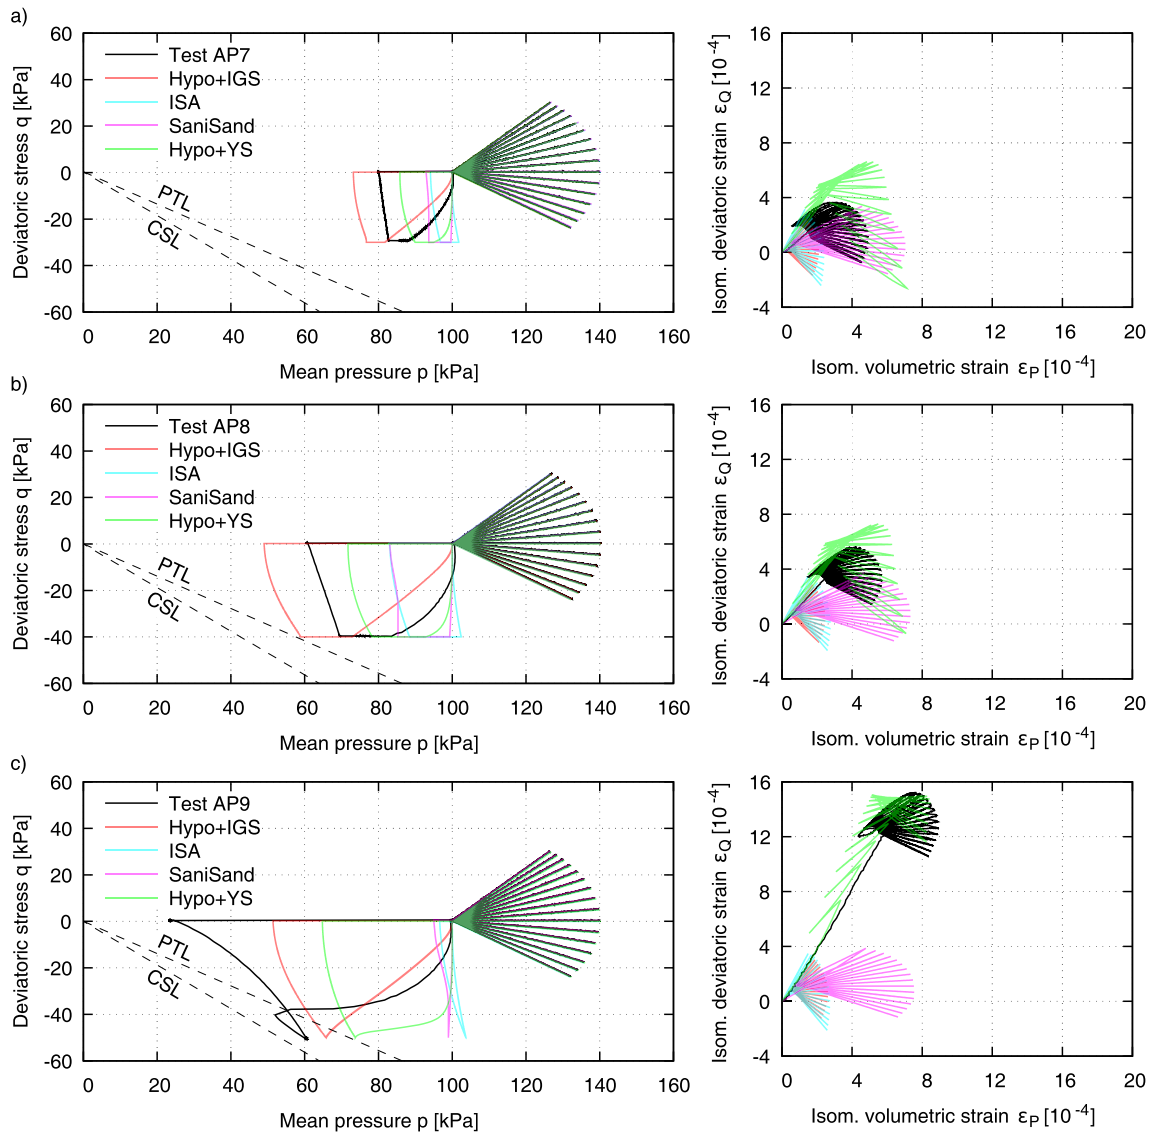 a)
Deviatoric stress q [kPa]
60
40
20
0
-20
-40
-60
Test AP7
Hypo+IGS
ISA
SaniSand
Hypo+YS
PTL
CSL
0 20 40 60 80 100 120 140 160
Mean pressure p [kPa]
Isom. deviatoric strain εQ [10-4]
16
12
8
4
0
-4
0 4 8 12 16 20
Isom. volumetric strain εP [10-4]
b)
Deviatoric stress q [kPa]
60
40
20
0
-20
-40
-60
Test AP8
Hypo+IGS
ISA
SaniSand
Hypo+YS
PTL
CSL
0 20 40 60 80 100 120 140 160
Mean pressure p [kPa]
Isom. deviatoric strain εQ [10-4]
16
12
8
4
0
-4
0 4 8 12 16 20
Isom. volumetric strain εP [10-4]
c)
Deviatoric stress q [kPa]
60
40
20
0
-20
-40
-60
Test AP9
Hypo+IGS
ISA
SaniSand
Hypo+YS
PTL
CSL
0 20 40 60 80 100 120 140 160
Mean pressure p [kPa]
Isom. deviatoric strain εQ [10-4]
16
12
8
4
0
-4
0 4 8 12 16 20
Isom. volumetric strain εP [10-4]